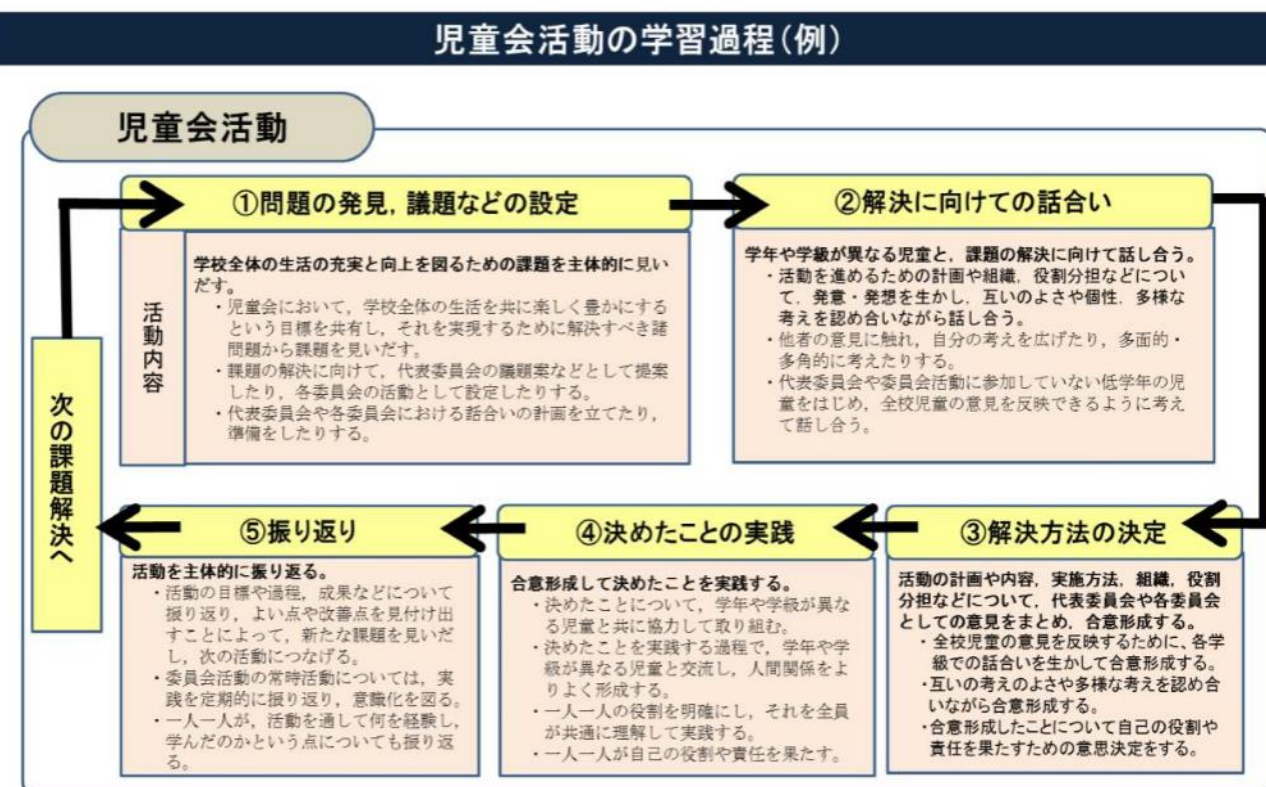 児童会活動の学習過程(例)
児童会活動
①問題の発見，議題などの設定
活動内容
学校全体の生活の充実と向上を図るための課題を主体的に見い
だす。
・児童会において，学校全体の生活を共に楽しく豊かにする
という目標を共有し，それを実現するために解決すべき諸
問題から課題を見いだす。
・課題の解決に向けて，代表委員会の議題案などとして提案
したり，各委員会の活動として設定したりする。
・代表委員会や各委員会における話合いの計画を立てたり，
準備をしたりする。
②解決に向けての話合い
学年や学級が異なる児童と，課題の解決に向けて話し合う。
・活動を進めるための計画や組織，役割分担などについ
て，発意・発想を生かし，互いのよさや個性，多様な
考えを認め合いながら話し合う。
・他者の意見に触れ，自分の考えを広げたり，多面的・
多角的に考えたりする。
・代表委員会や委員会活動に参加していない低学年の児
童をはじめ，全校児童の意見を反映できるように考え
て話し合う。
③解決方法の決定
活動の計画や内容，実施方法，組織，役割
分担などについて，代表委員会や各委員会
としての意見をまとめ，合意形成する。
・全校児童の意見を反映するために、各学
級での話合いを生かして合意形成する。
・互いの考えのよさや多様な考えを認め合
いながら合意形成する。
・合意形成したことについて自己の役割や
責任を果たすための意思決定をする。
④決めたことの実践
合意形成して決めたことを実践する。
・決めたことについて，学年や学級が異な
る児童と共に協力して取り組む。
・決めたことを実践する過程で，学年や学
級が異なる児童と交流し，人間関係をよ
りよく形成する。
・一人一人の役割を明確にし，それを全員
が共通に理解して実践する。
・一人一人が自己の役割や責任を果たす。
⑤振り返り
活動を主体的に振り返る。
・活動の目標や過程，成果などについて
振り返り，よい点や改善点を見付け出
すことによって，新たな課題を見いだ
し，次の活動につなげる。
・委員会活動の常時活動については，実
践を定期的に振り返り，意識化を図る。
・一人一人が，活動を通して何を経験し，
学んだのかという点についても振り返
る。
次の課題解決へ